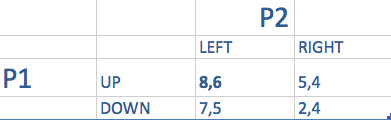 P2
LEFT RIGHT
P1 UP 8,6 5,4
DOWN 7,5 2,4